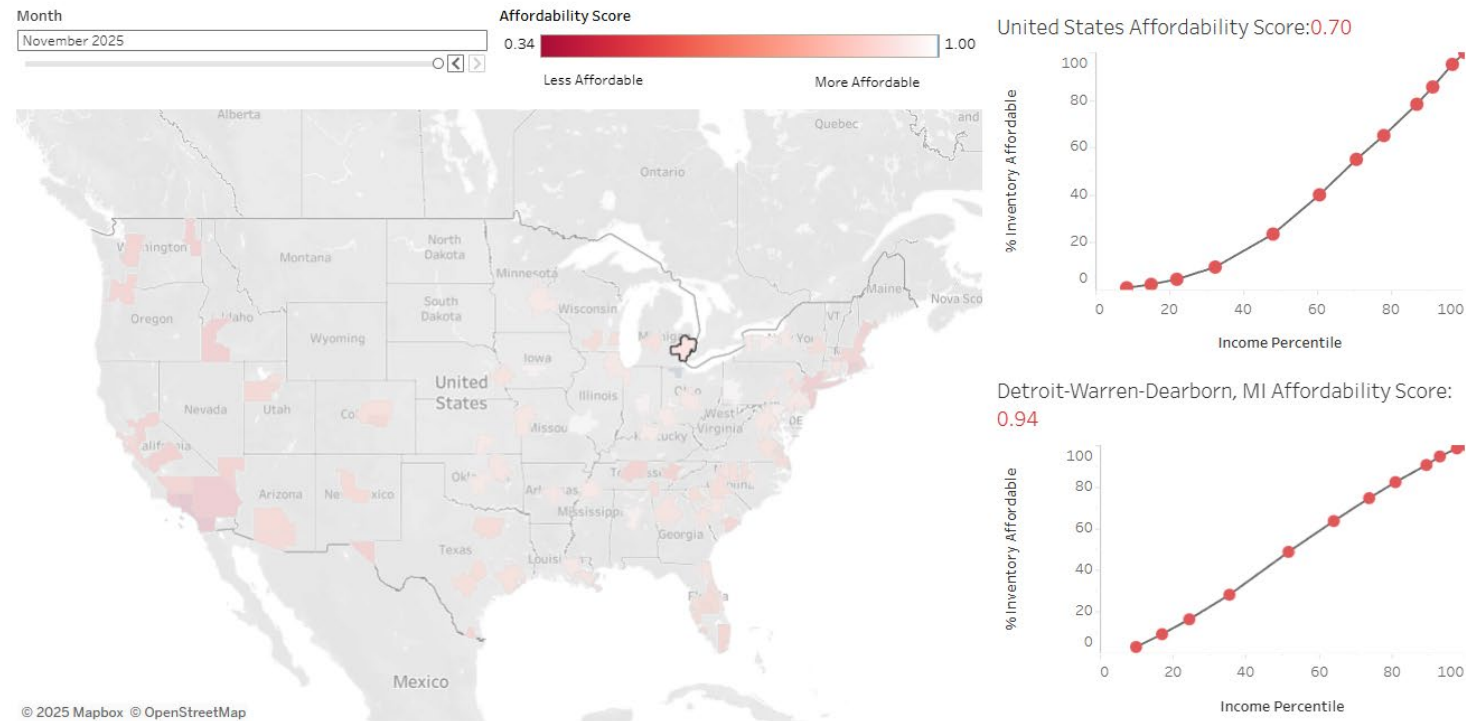 Month
November 2025
Affordability Score
0.34
1.00
Less Affordable
More Affordable
Alberta
Quebec
and
Ontario
North
Dakota
Montana
Minnesota
Maine
Nova Sco
South
Dakota
Wisconsin
VT
Oregon
Idaho
Wyoming
Iowa
United
States
Nevada
Utah
Illinois
West
Virginia
DE
Arizona
Texas
Mississippi
Georgia
Mexico
© 2025 Mapbox © OpenStreetMap
United States Affordability Score:0.70
% Inventory Affordable
100
80
60
40
20
0
0
20
40
60
80
100
Income Percentile
Detroit-Warren-Dearborn, MI Affordability Score:
0.94
% Inventory Affordable
100
80
60
40
20
0
0
20
40
60
80
100
Income Percentile